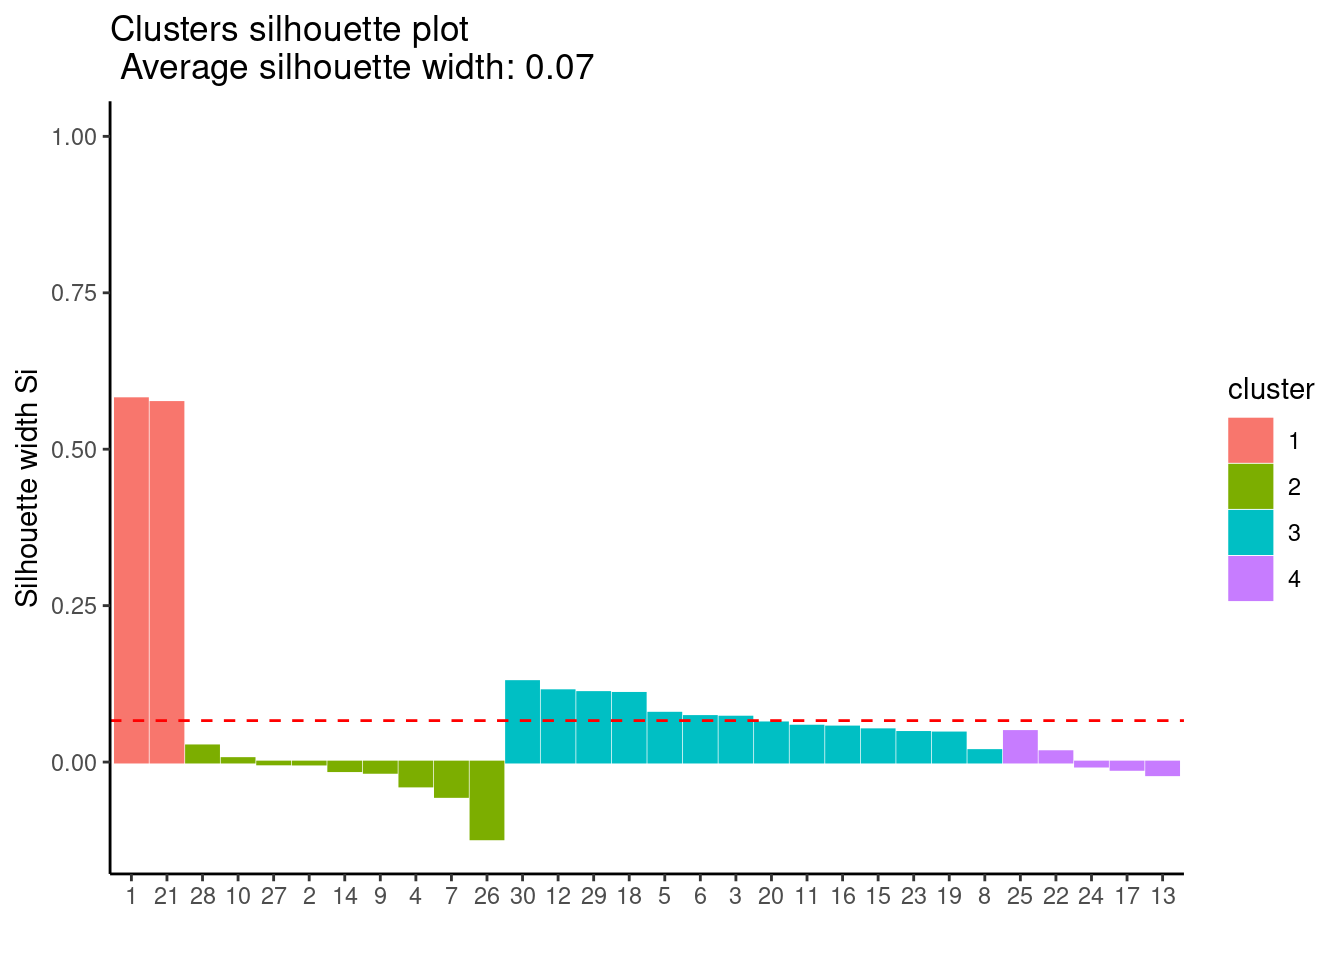 Clusters silhouette plot
Average silhouette width: 0.07
Silhouette width Si
1.00
0.75
0.50
0.25
0.00
1 21 28 10 27 2 14 9 4 7 26 30 12 29 18 5 6 3 20 11 16 15 23 19 8 25 22 24 17 13
cluster
1
2
3
4